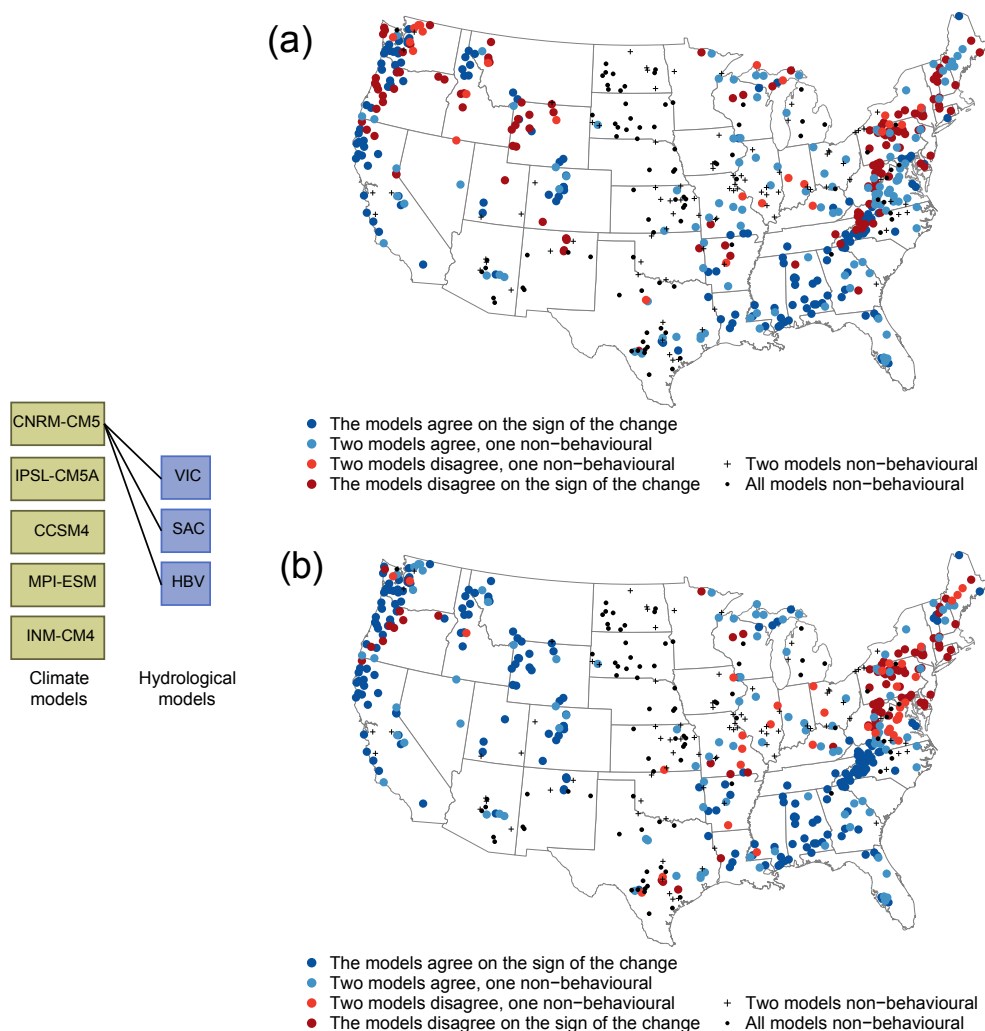 (a)
The models agree on the sign of the change
Two models agree, one non−behavioural
Two models disagree, one non−behavioural
The models disagree on the sign of the change
Two models non−behavioural
All models non−behavioural
CNRM-CM5
IPSL-CM5A
CCSM4
MPI-ESM
INM-CM4
Climate
models
VIC
SAC
HBV
Hydrological
models
(b)
The models agree on the sign of the change
Two models agree, one non−behavioural
Two models disagree, one non−behavioural
The models disagree on the sign of the change
Two models non−behavioural
All models non−behavioural